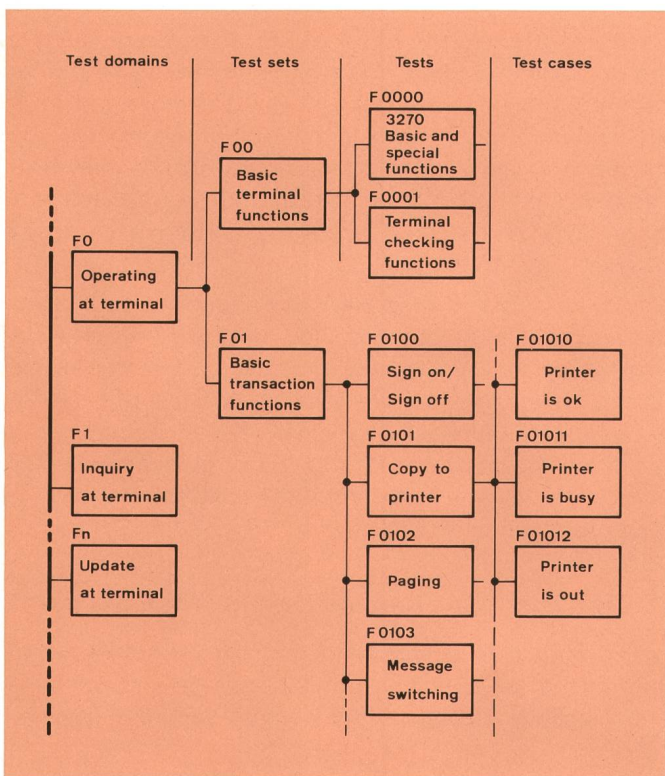 Test domains
Test sets
Tests
Test cases
F0
Operating
at terminal
F1
Inquiry
at terminal
Fn
Update
at terminal
F 00
Basic
terminal
functions
F 01
Basic
transaction
functions
F 0000
3270
Basic and
special
functions
F 0001
Terminal
checking
functions
F 0100
Sign on/
Sign off
F 0101
Copy to
printer
F 0102
Paging
F 0103
Message
switching
F 01010
Printer
is ok
F 01011
Printer
is busy
F 01012
Printer
is out